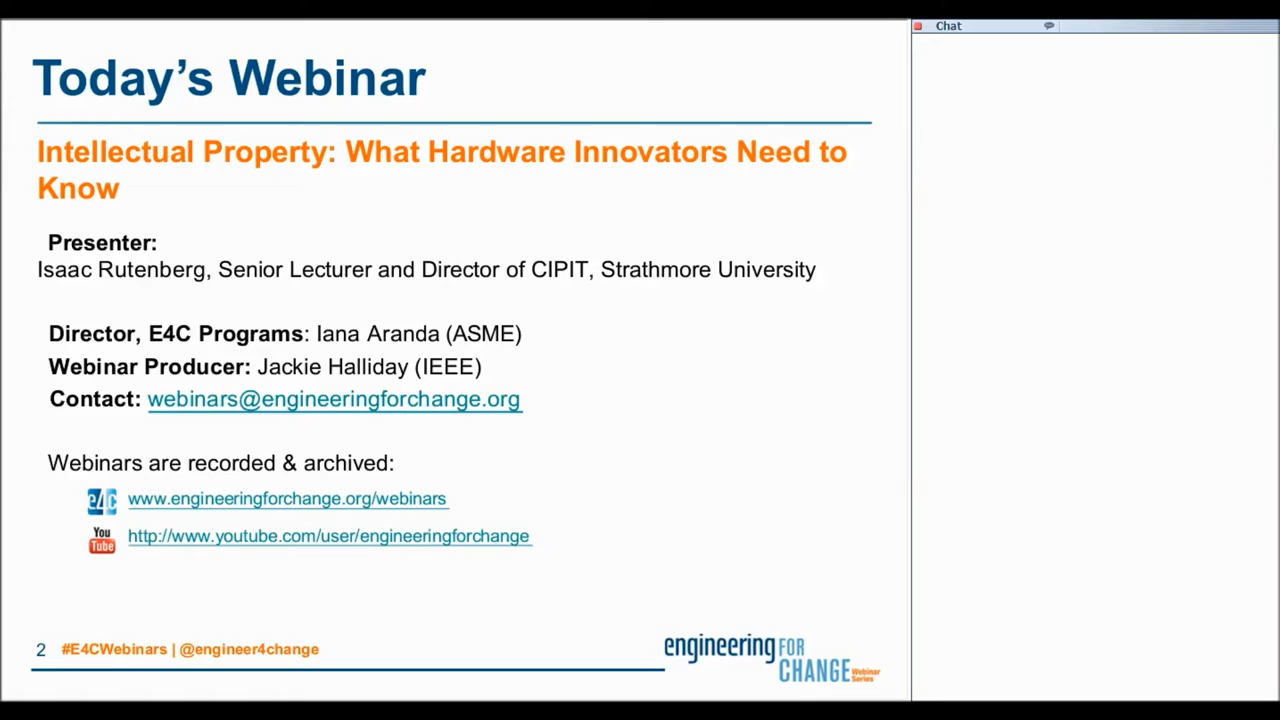 Chat
Today's Webinar
Intellectual Property: What Hardware Innovators Need to
Know
Presenter:
Isaac Rutenberg, Senior Lecturer and Director of CIPIT, Strathmore University
Director, E4C Programs: Iana Aranda (ASME)
Webinar Producer: Jackie Halliday (IEEE)
Contact: webinars@engineeringforchange.org
Webinars are recorded & archived:
e4C www.engineeringforchange.org/webinars
You
Tube http://www.youtube.com/user/engineeringforchange
2 #E4CWebinars | @engineer4change
engineering FOR
CHANGE Webinar
Series